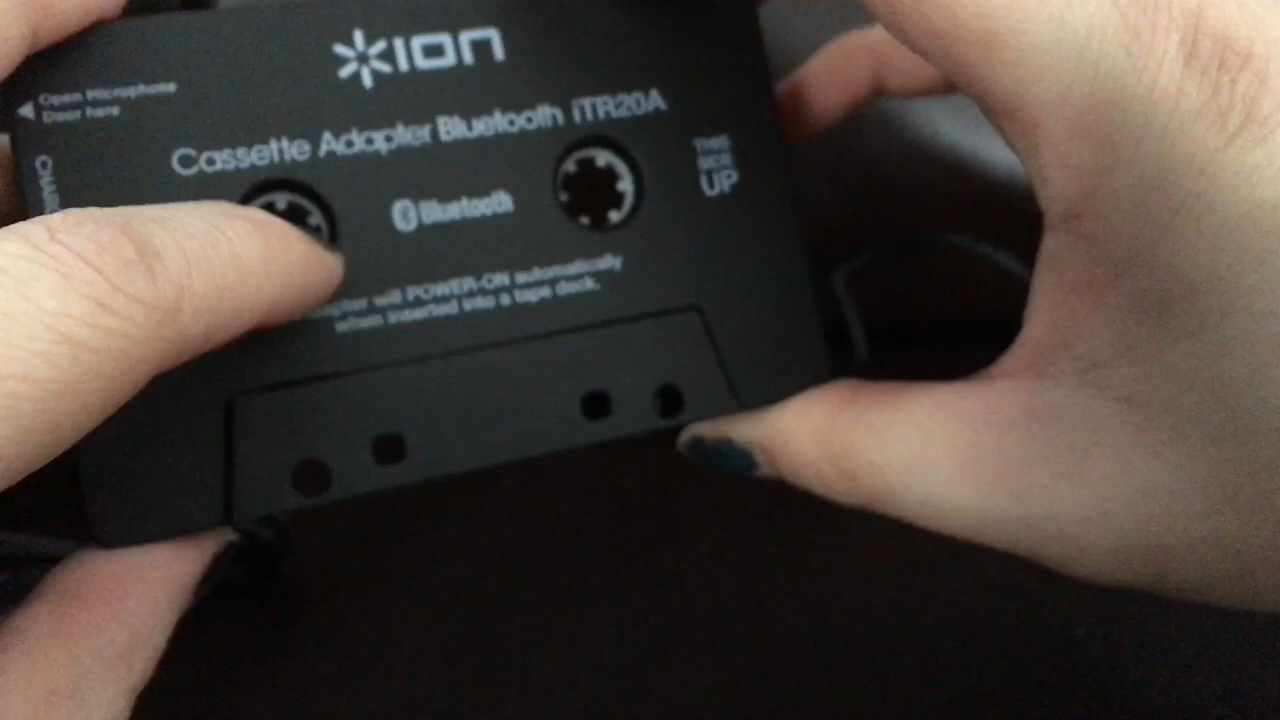 ION
Open Microphone
Door here
Cassette Adapter Bluetooth iTR20A
THIS
SIDE
UP
Bluetooth
will POWER-ON automatically
when inserted into a tape deck.